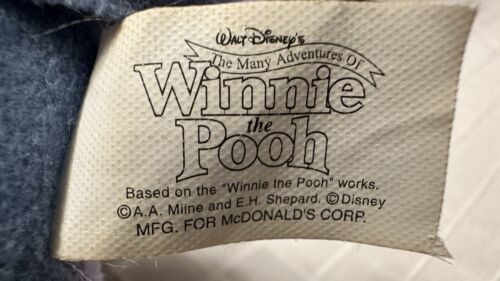 WALT DISNEY'S
The Many Adventures Of
Winnie
the
Pooh
Based on the "Winnie the Pooh" works.
©A.A. Milne and E.H. Shepard. ©Disney
MFG. FOR McDONALD'S CORP.